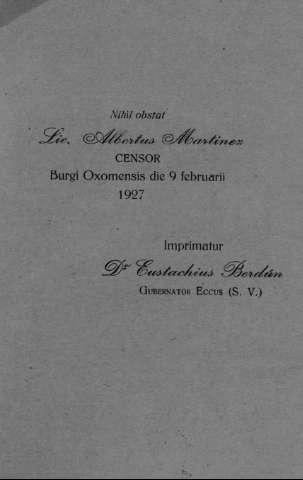 Nihil obstat
Lic. Albertus Martinez
CENSOR
Burgi Oxomensis die 9 februarii
1927
Imprimatur
Dr Eustachius Berdún
GUBERNATOR ECCUS (S. V.)